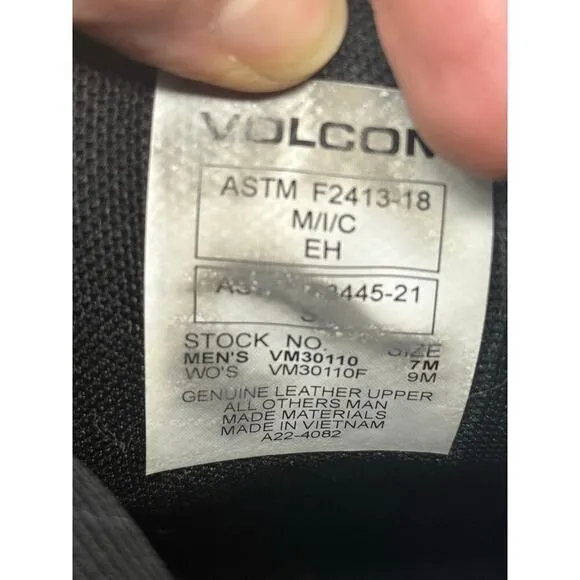 VOLCOM
ASTM F2413-18
M/I/C
EH
3445-21
STOCK NO. SIZE
MEN'S VM30110 7M
WO'S VM30110F 9M
GENUINE LEATHER UPPER
ALL OTHERS MAN
MADE MATERIALS
MADE IN VIETNAM
A22-4082